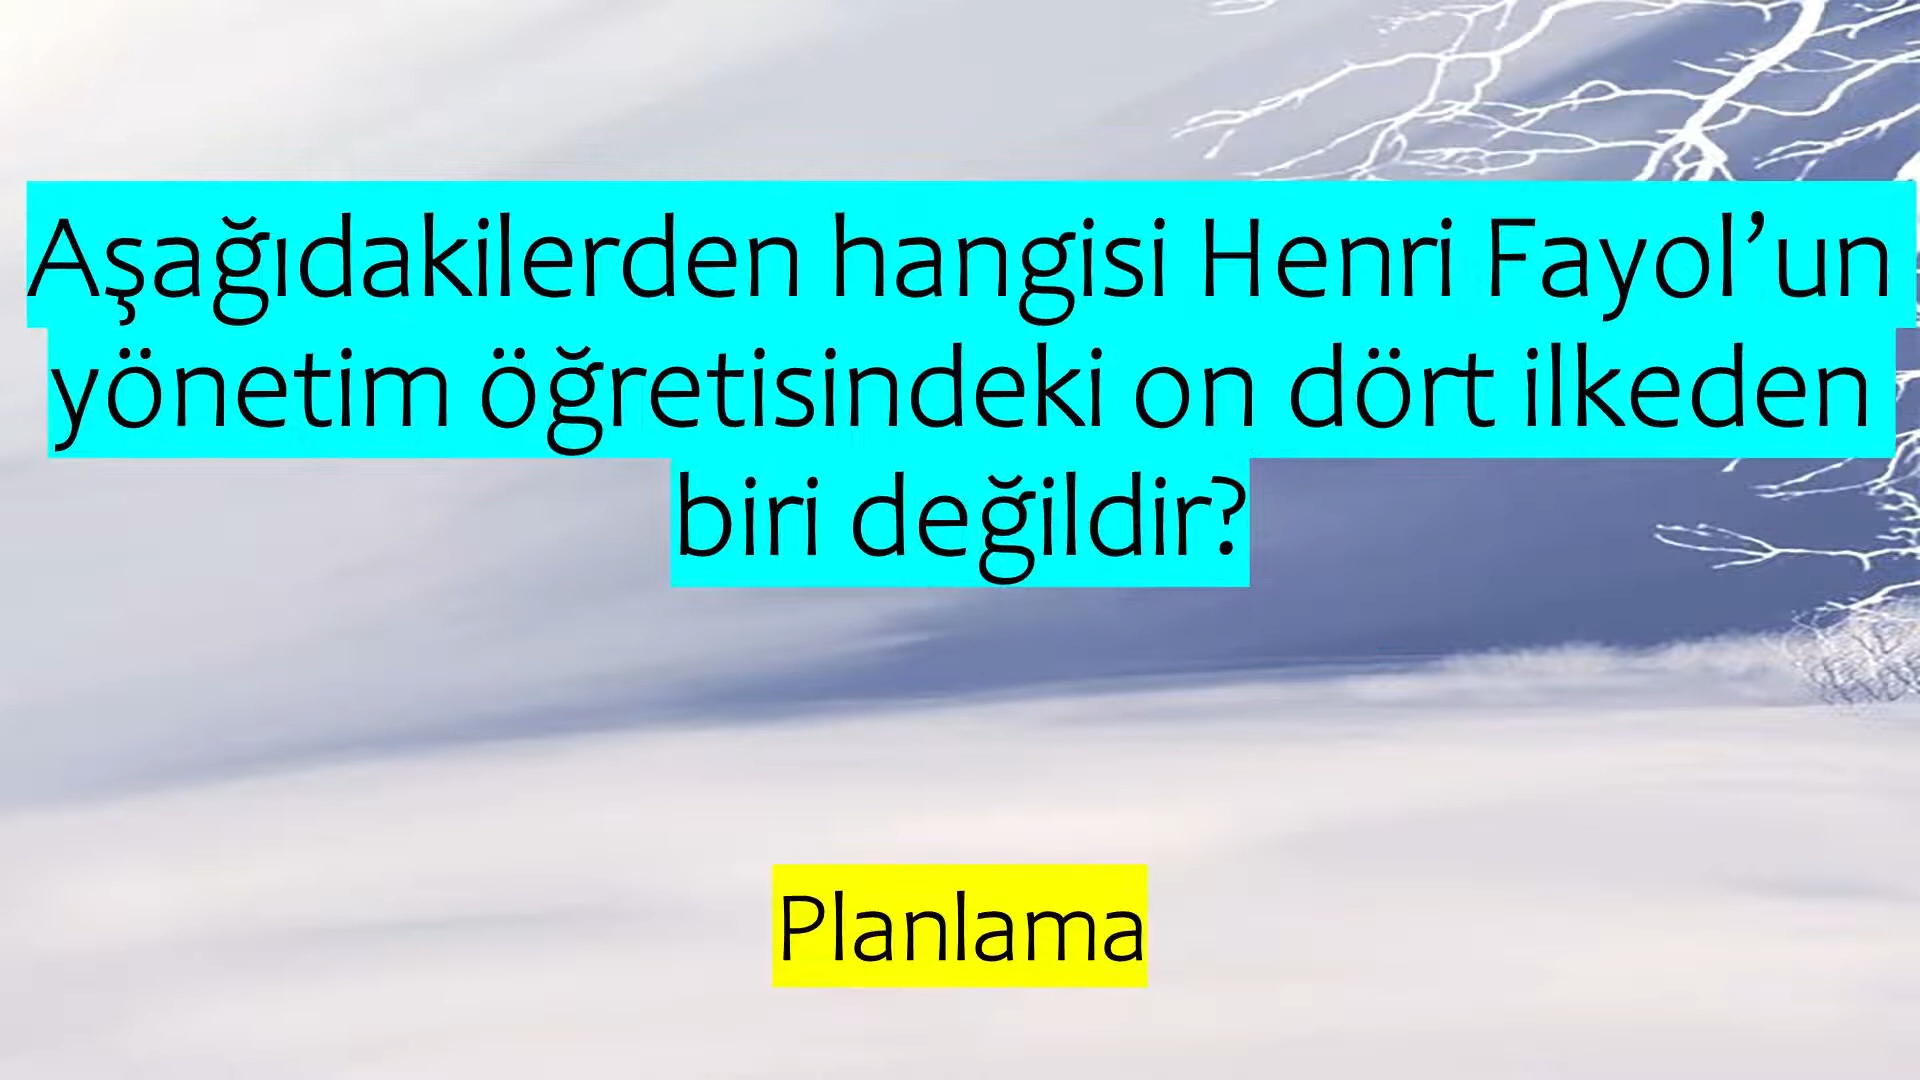 Aşağıdakilerden hangisi Henri Fayol’un
yönetim öğretisindeki on dört ilkeden
biri değildir?
Planlama